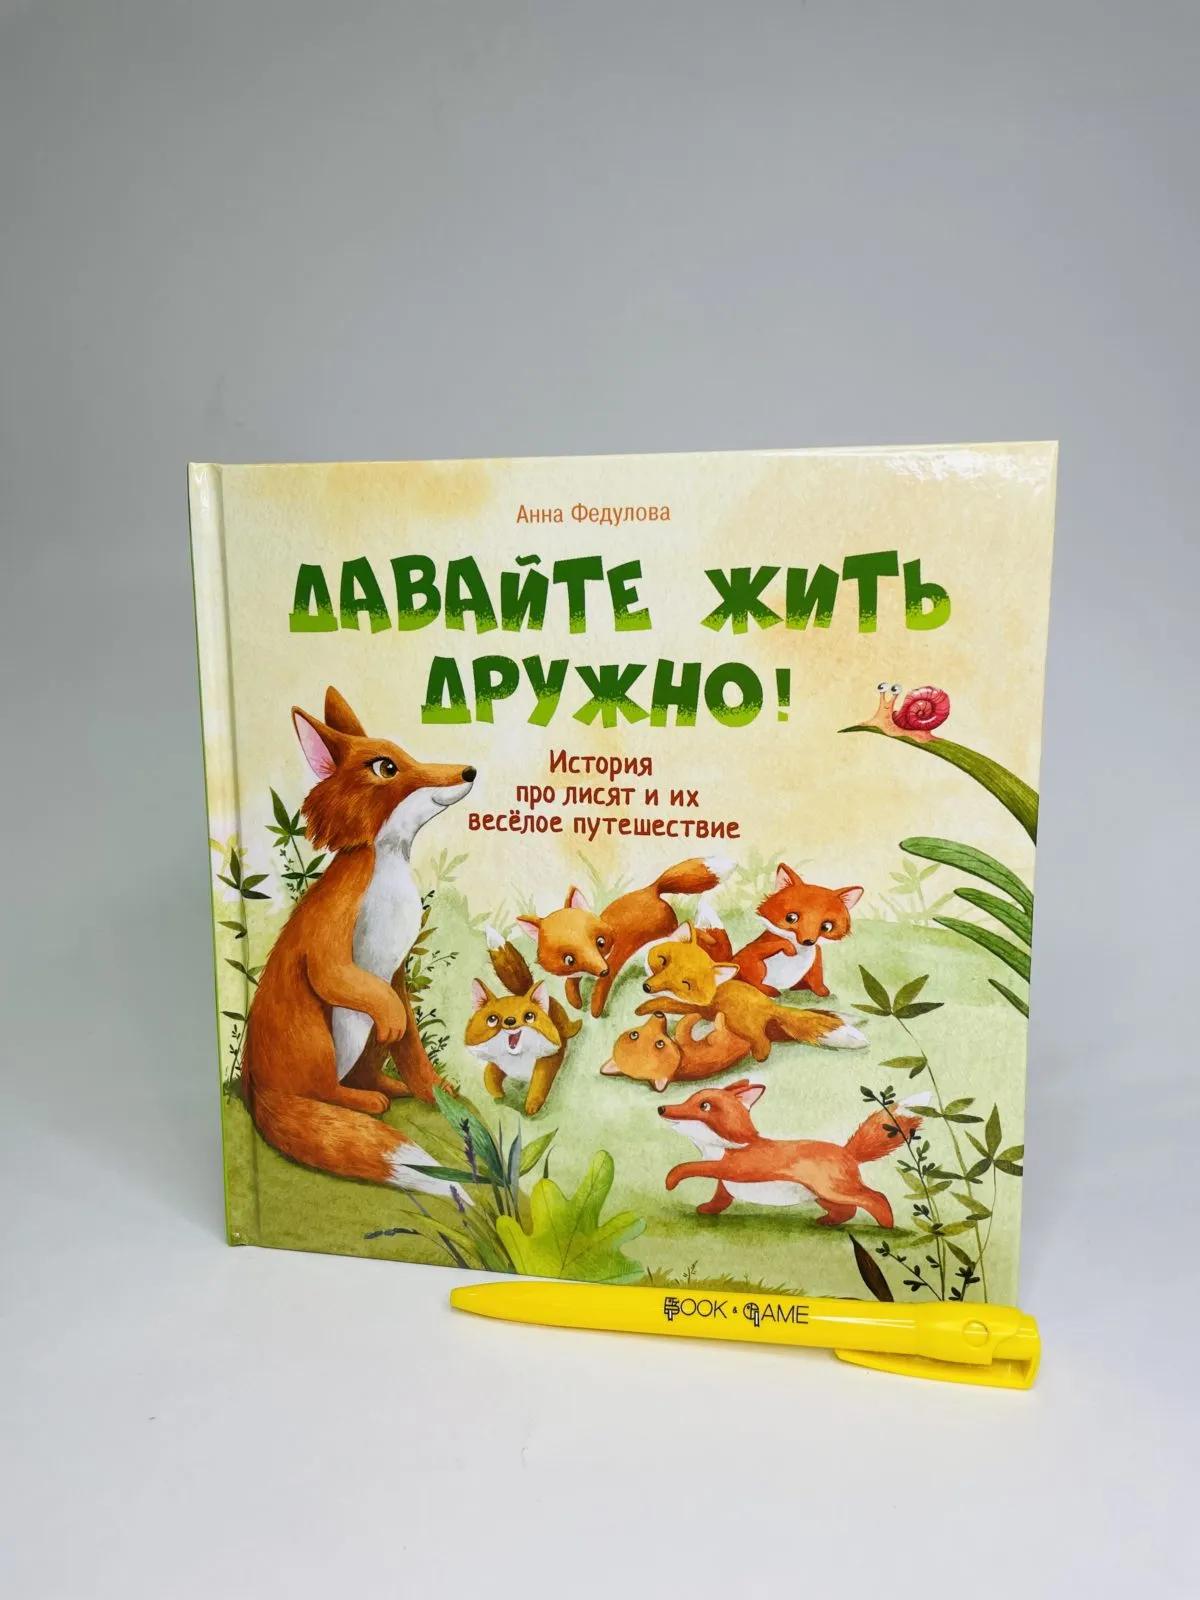 Анна Федулова
ДАВАЙТЕ ЖИТЬ
ДРУЖНО!
История
про лисят и их
весёлое путешествие
BOOK & GAME